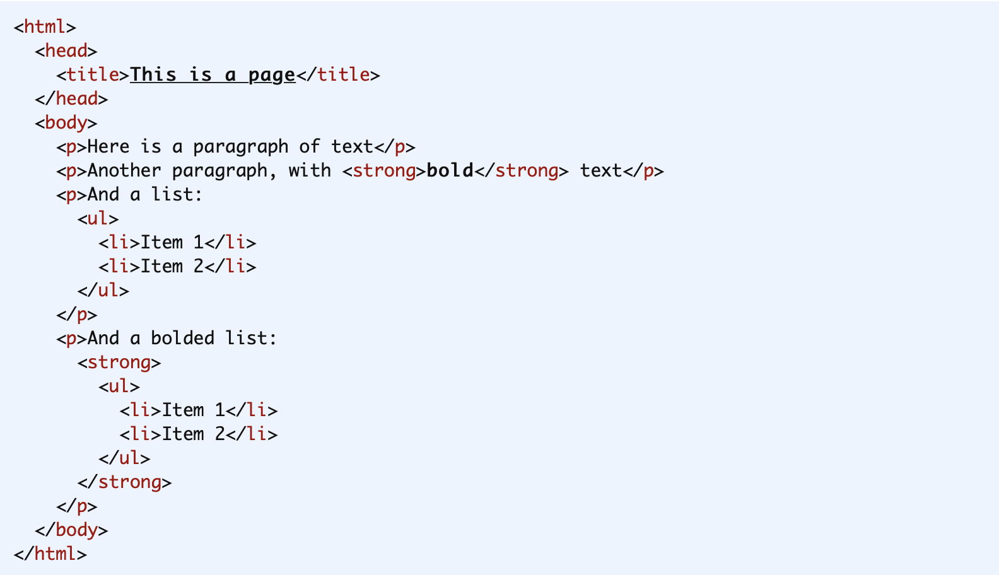 <html>
  <head>
    <title>This is a page</title>
  </head>
  <body>
    <p>Here is a paragraph of text</p>
    <p>Another paragraph, with <strong>bold</strong> text</p>
    <p>And a list:
      <ul>
        <li>Item 1</li>
        <li>Item 2</li>
      </ul>
    </p>
    <p>And a bolded list:
      <strong>
        <ul>
          <li>Item 1</li>
          <li>Item 2</li>
        </ul>
      </strong>
    </p>
  </body>
</html>